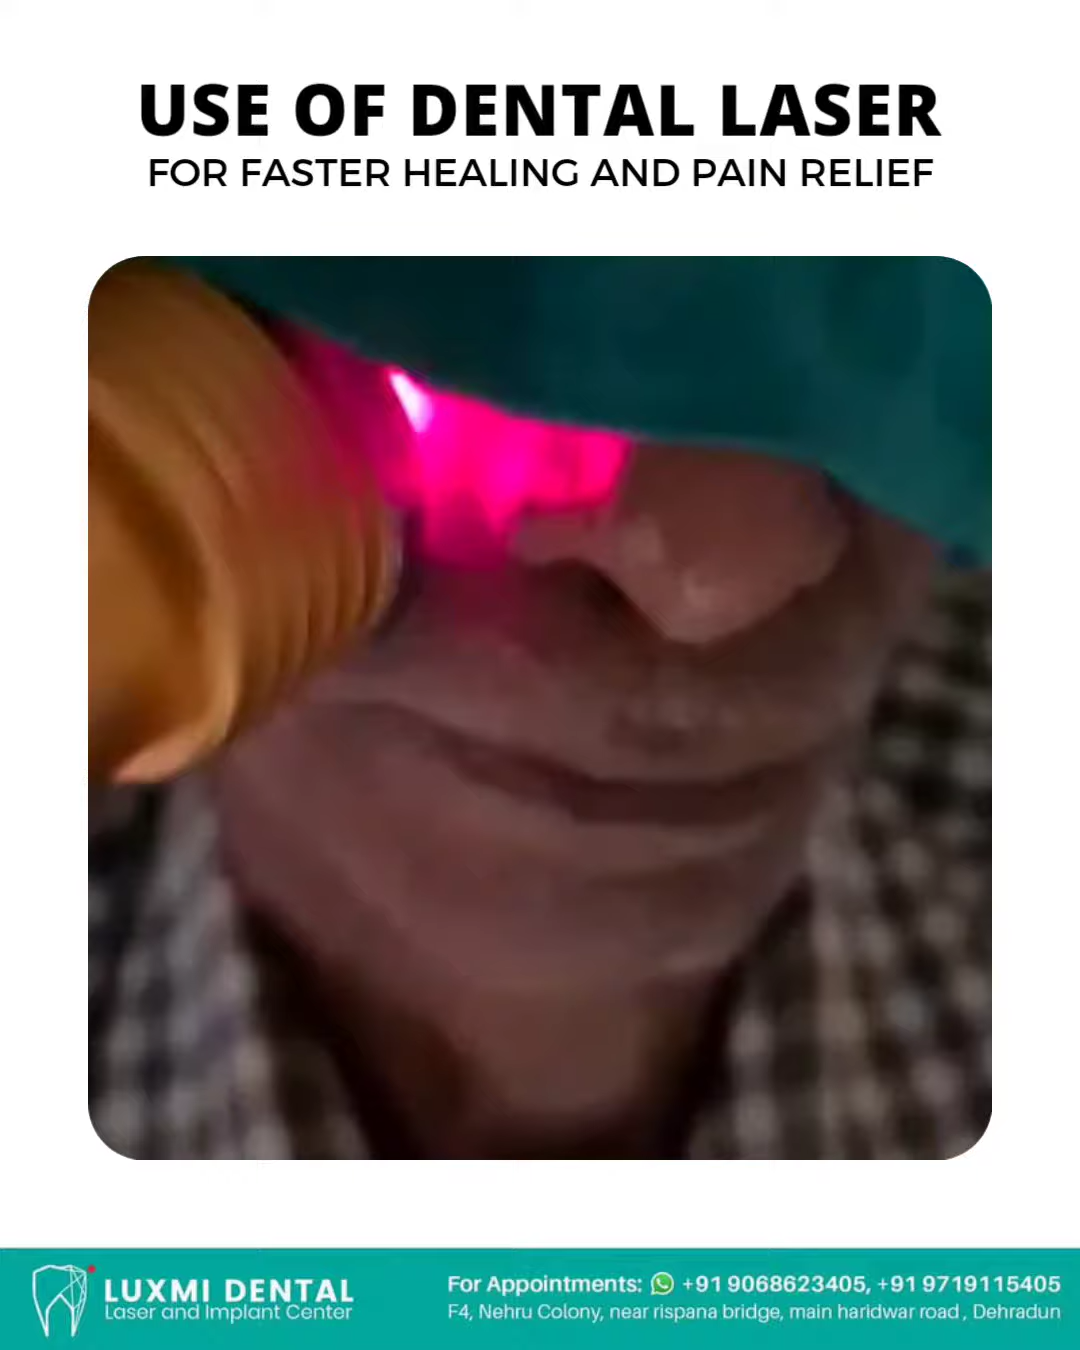 USE OF DENTAL LASER
FOR FASTER HEALING AND PAIN RELIEF
LUXMI DENTAL
Laser and Implant Center
For Appointments: +91 9068623405, +91 9719115405
F4, Nehru Colony, near rispana bridge, main haridwar road , Dehradun